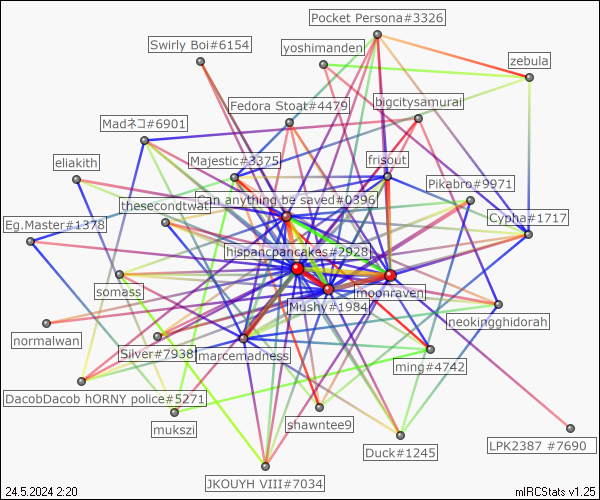 Pocket Persona#3326
Swirly Boi#6154
yoshimanden
zebula
Fedora Stoat#4479
bigcitysamurai
Madネコ#6901
eliakith
Majestic#3375
frisout
Pikabro#9971
thesecondtwat
Can anything be saved#0396
Eg.Master#1378
Cypha#1717
hispancpancakes#2928
somass
Mushy#1984
moonraven
neokingghidorah
normalwan
Silver#7938
marcemadness
ming#4742
DacobDacob hORNY police#5271
mukszi
shawntee9
Duck#1245
LPK2387 #7690
JKOUYH VIII#7034
24.5.2024 2:20
mIRCStats v1.25